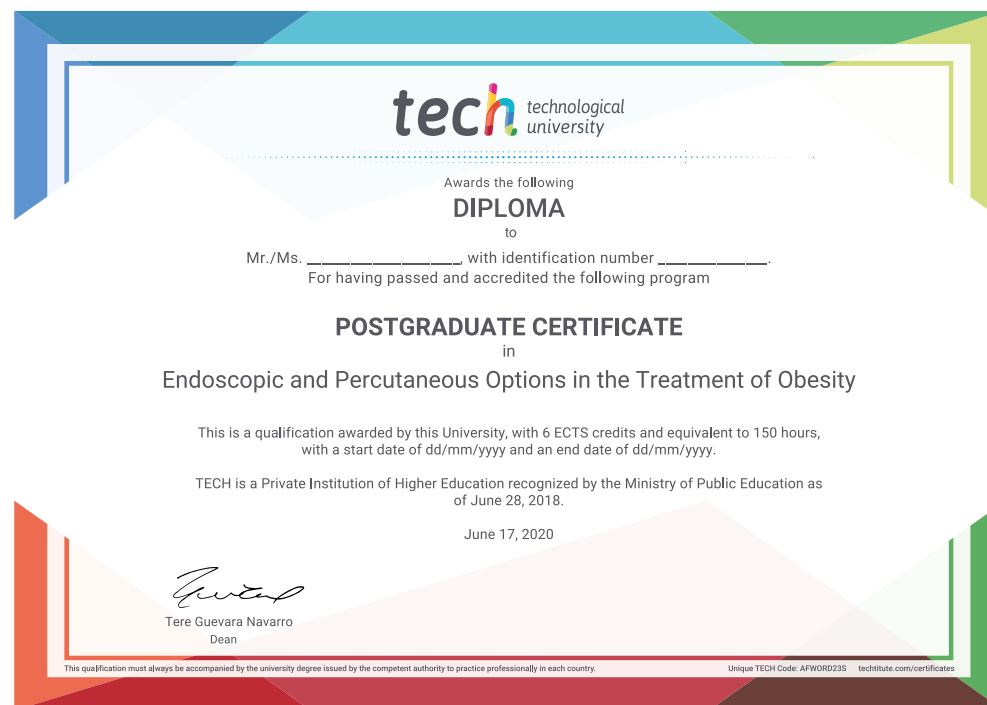 tech technological
university
Awards the following
DIPLOMA
to
Mr./Ms. ____________________, with identification number ______________.
For having passed and accredited the following program
POSTGRADUATE CERTIFICATE
in
Endoscopic and Percutaneous Options in the Treatment of Obesity
This is a qualification awarded by this University, with 6 ECTS credits and equivalent to 150 hours,
with a start date of dd/mm/yyyy and an end date of dd/mm/yyyy.
TECH is a Private Institution of Higher Education recognized by the Ministry of Public Education as
of June 28, 2018.
June 17, 2020
Tere Guevara Navarro
Dean
This qualification must always be accompanied by the university degree issued by the competent authority to practice professionally in each country.
Unique TECH Code: AFWORD23S techtitute.com/certificates